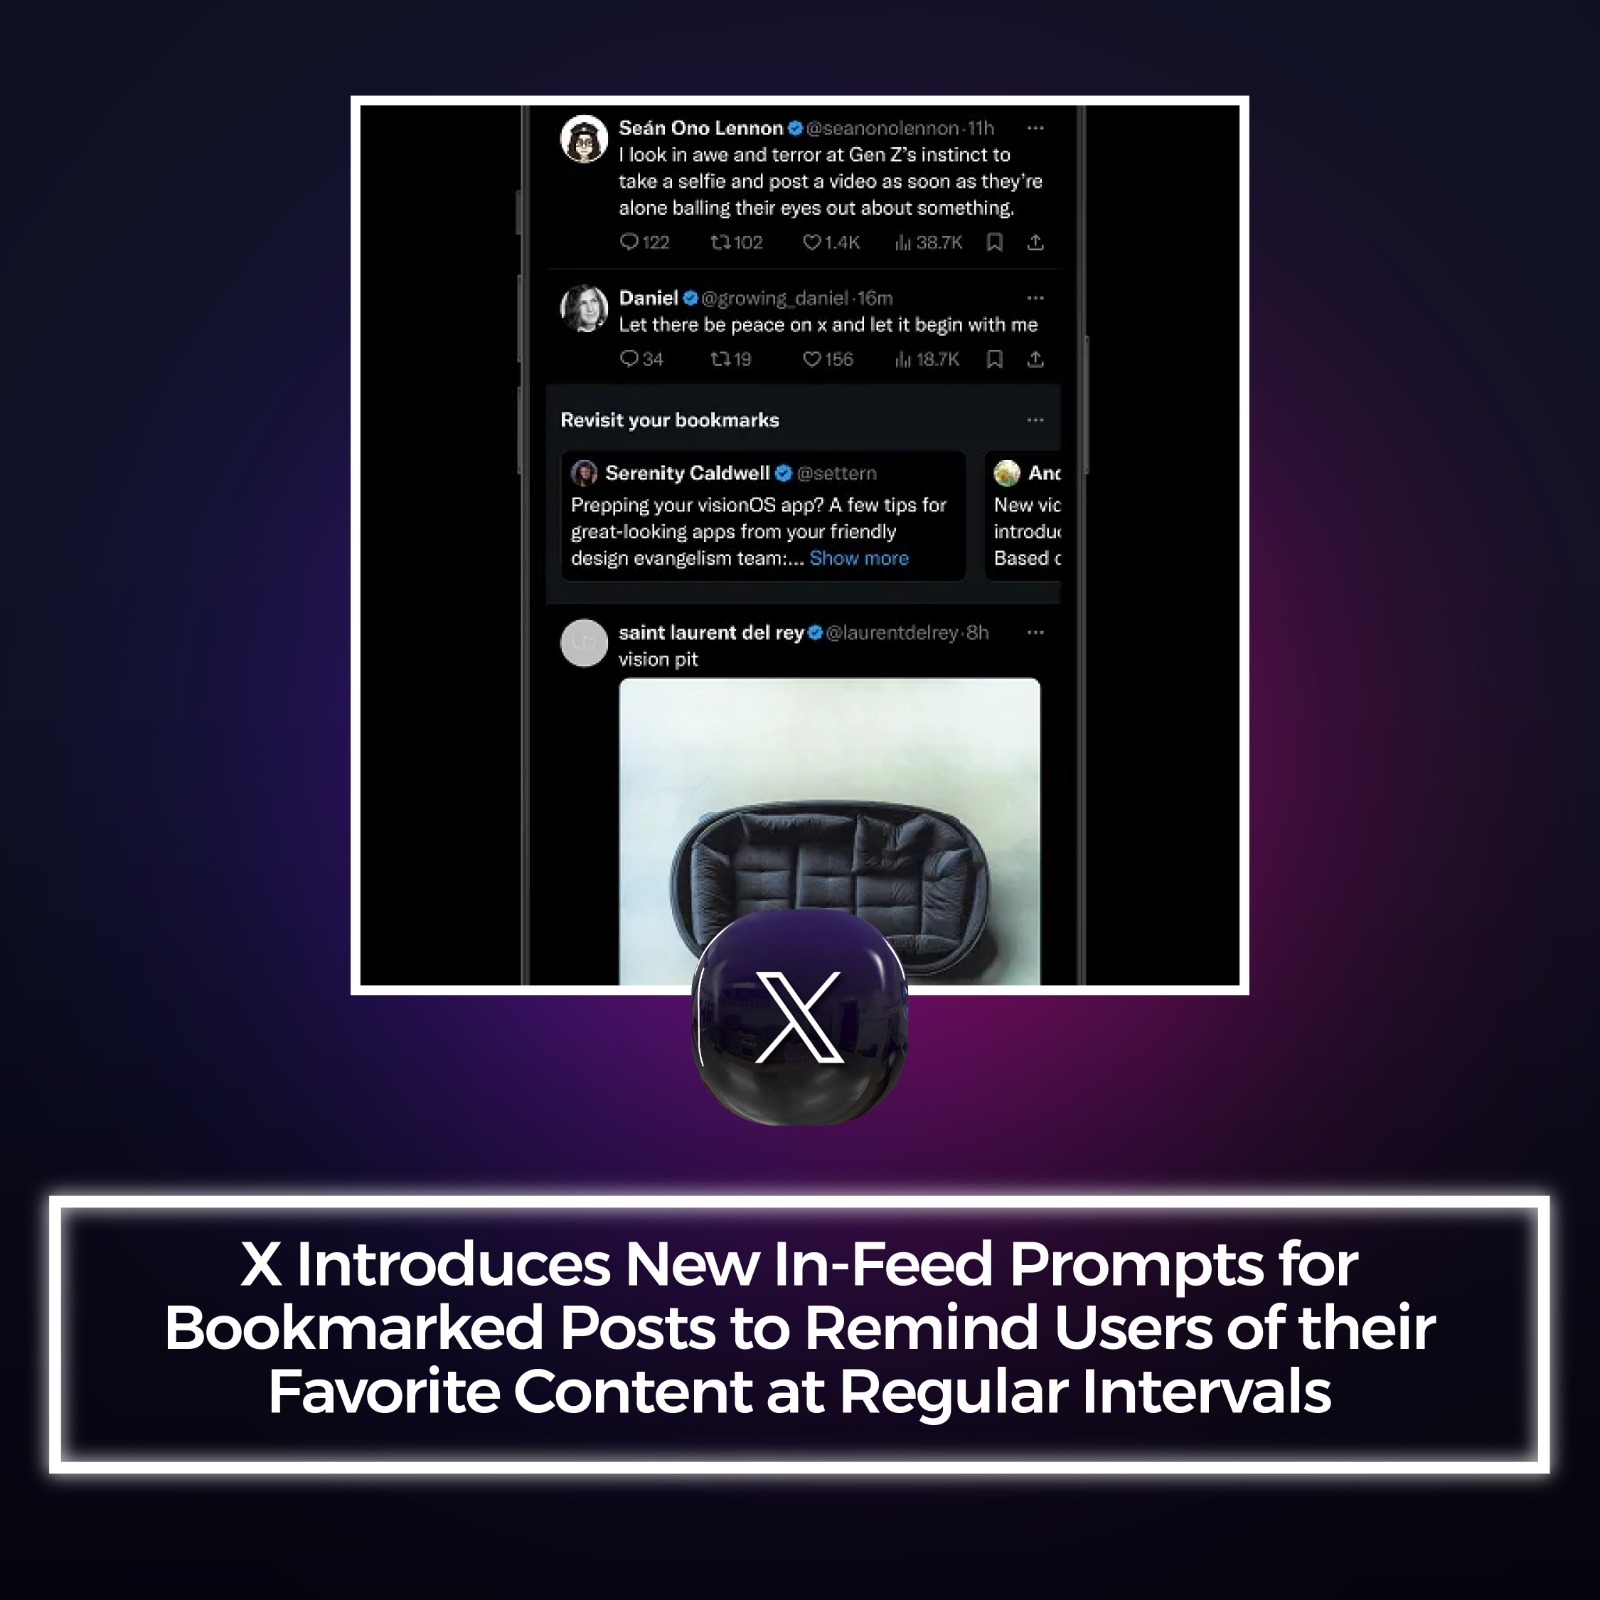 Seán Ono Lennon @seanonolennon · 11h
I look in awe and terror at Gen Z's instinct to
take a selfie and post a video as soon as they're
alone balling their eyes out about something.
122 102 1.4K 38.7K
Daniel @growing_daniel · 16m
Let there be peace on x and let it begin with me
34 19 156 18.7K
Revisit your bookmarks
Serenity Caldwell @settern
Prepping your visionOS app? A few tips for
great-looking apps from your friendly
design evangelism team:... Show more
And
New vid
introduc
Based o
saint laurent del rey @laurentdelrey · 8h
vision pit
X
X Introduces New In-Feed Prompts for
Bookmarked Posts to Remind Users of their
Favorite Content at Regular Intervals